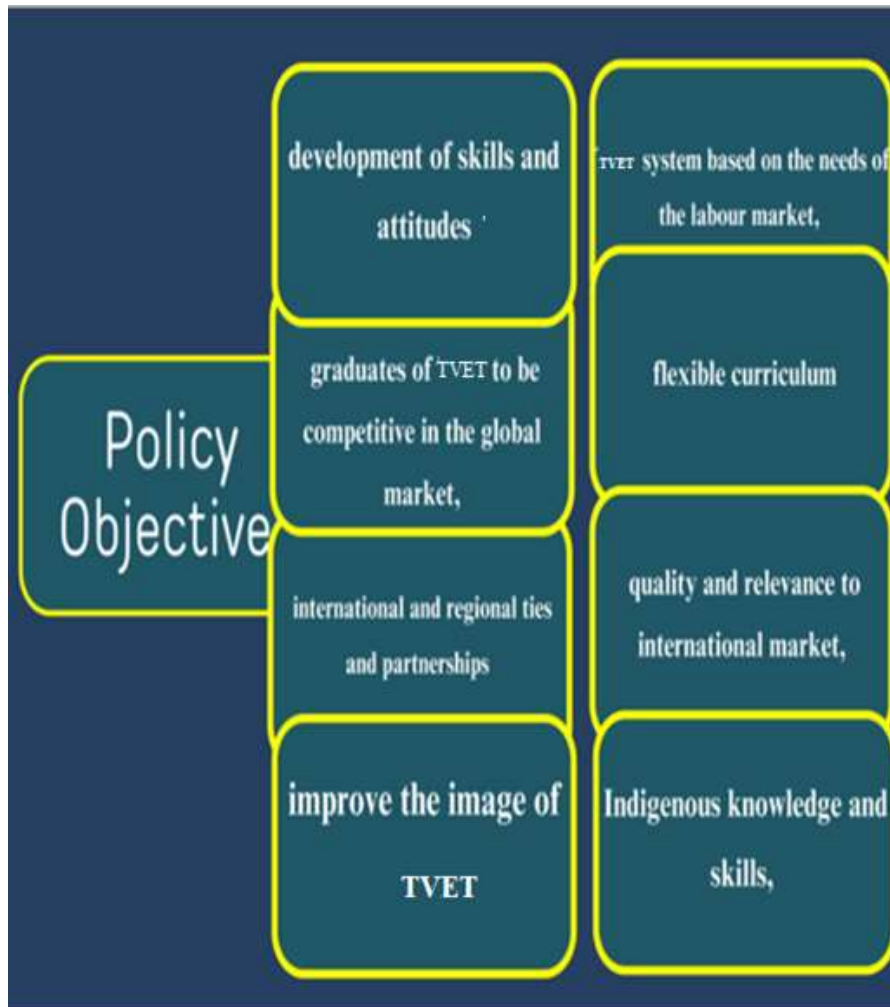 Policy
Objective
development of skills and
attitudes
graduates of TVET to be
competitive in the global
market,
international and regional ties
and partnerships
improve the image of
TVET
TVET system based on the needs of
the labour market,
flexible curriculum
quality and relevance to
international market,
Indigenous knowledge and
skills,